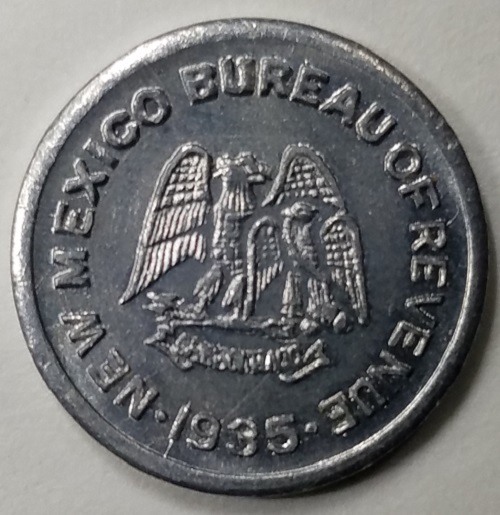 NEW MEXICO BUREAU OF REVENUE
·1935·